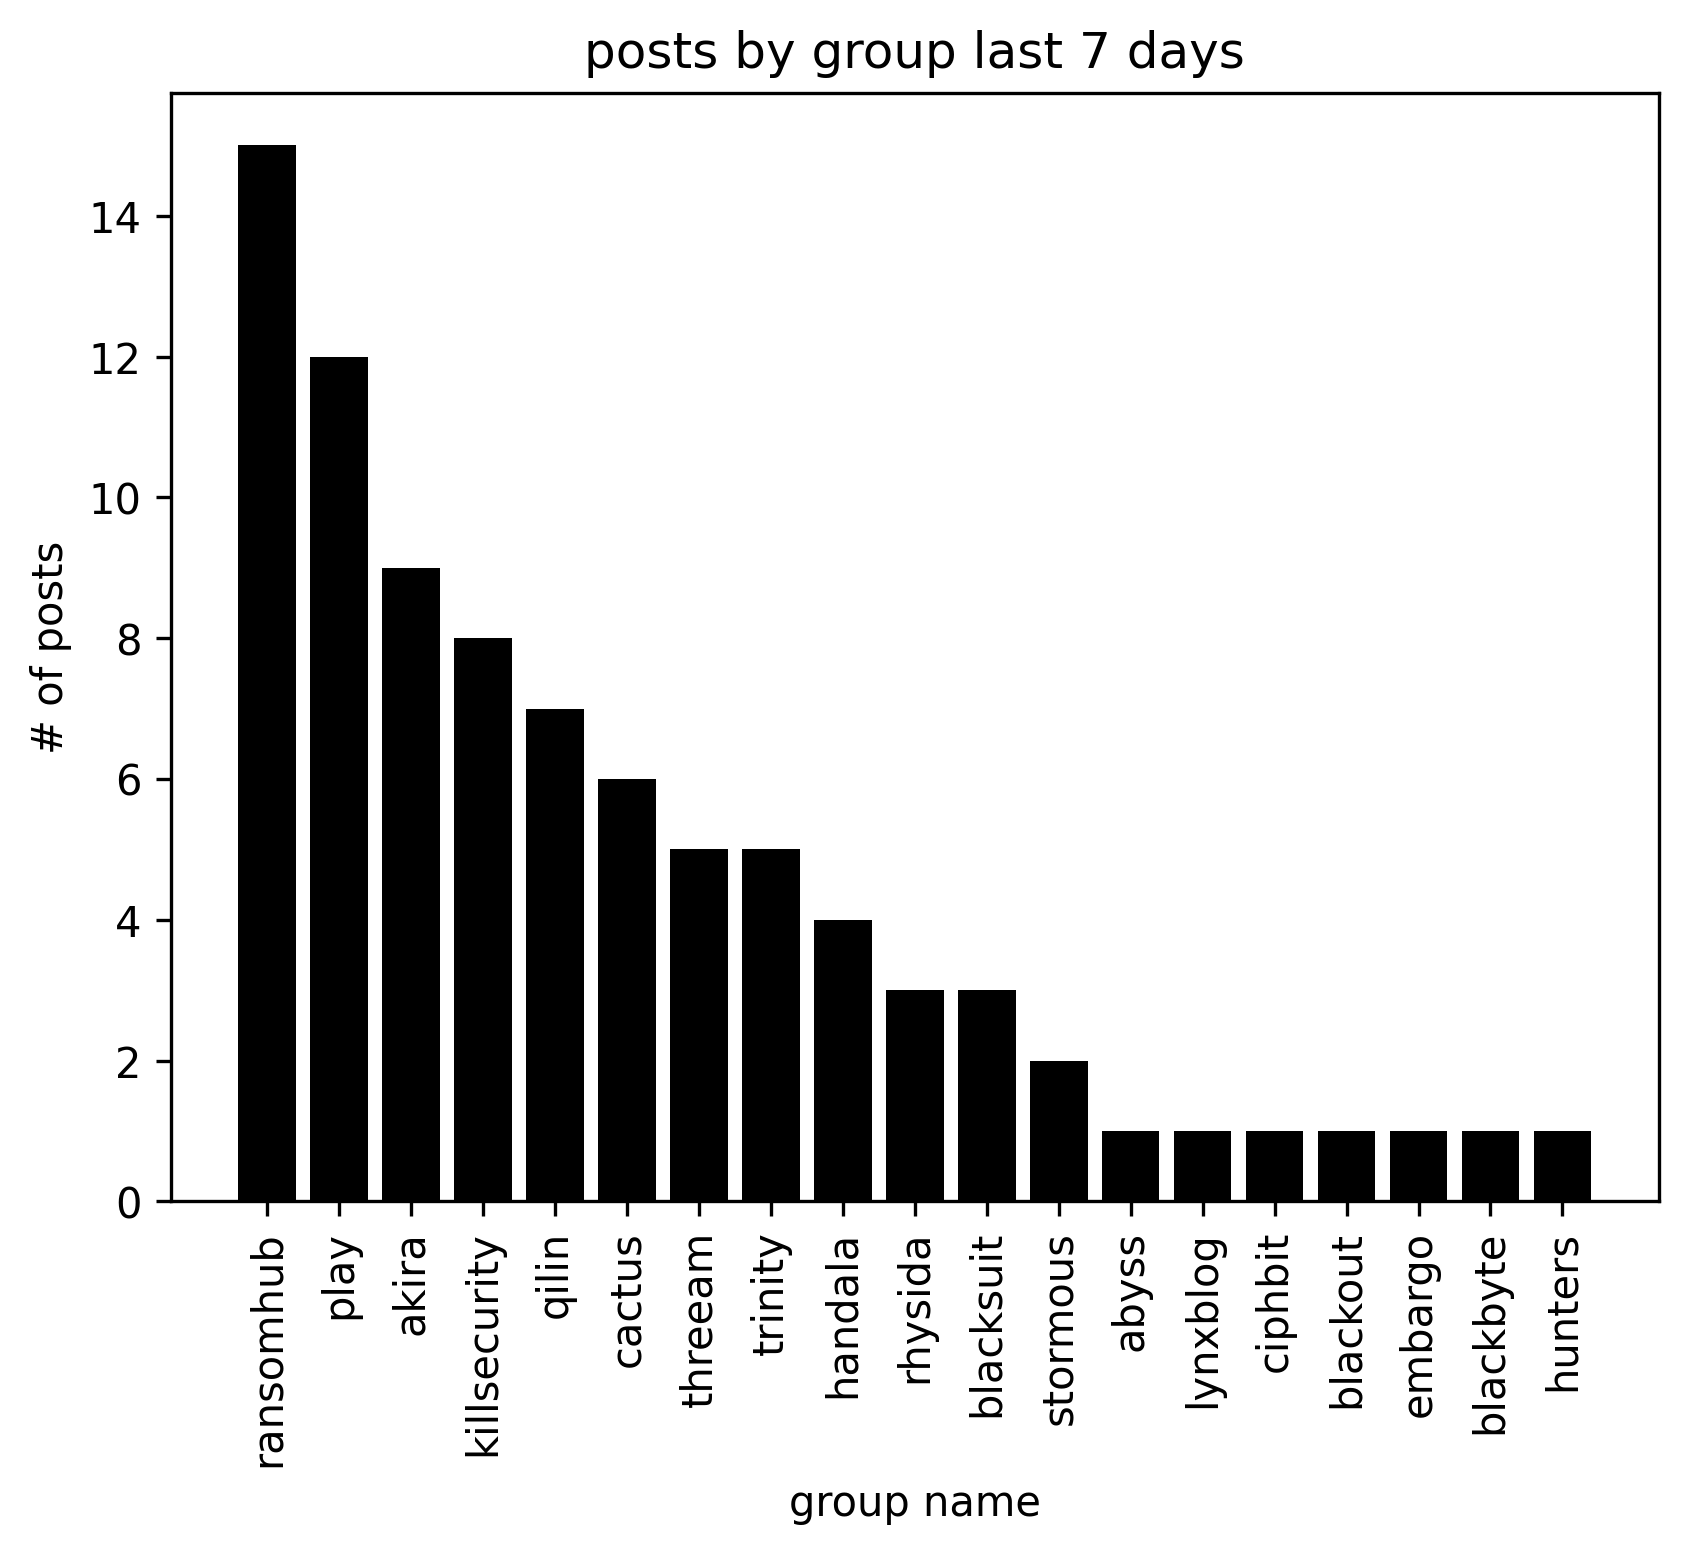 posts by group last 7 days
# of posts
14
12
10
8
6
4
2
0
ransomhub
play
akira
killsecurity
qilin
cactus
threeam
trinity
handala
rhysida
blacksuit
stormous
abyss
lynxblog
ciphbit
blackout
embargo
blackbyte
hunters
group name